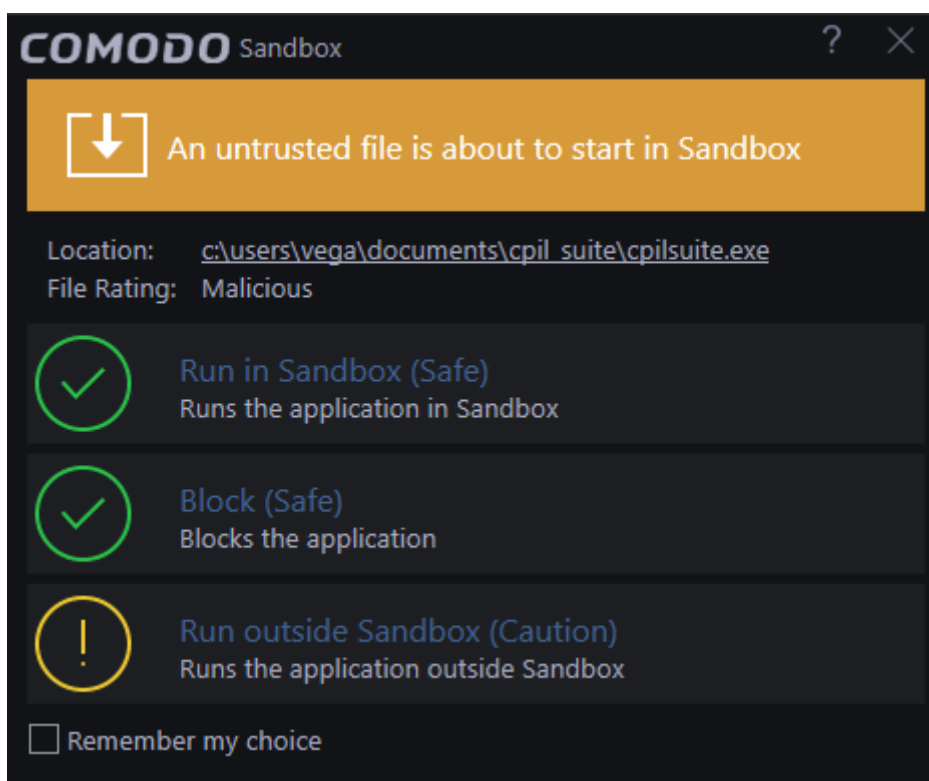 COMODO Sandbox ?
An untrusted file is about to start in Sandbox
Location: c:\users\vega\documents\cpil_suite\cpilsuite.exe
File Rating: Malicious
Run in Sandbox (Safe)
Runs the application in Sandbox
Block (Safe)
Blocks the application
!
Run outside Sandbox (Caution)
Runs the application outside Sandbox
Remember my choice